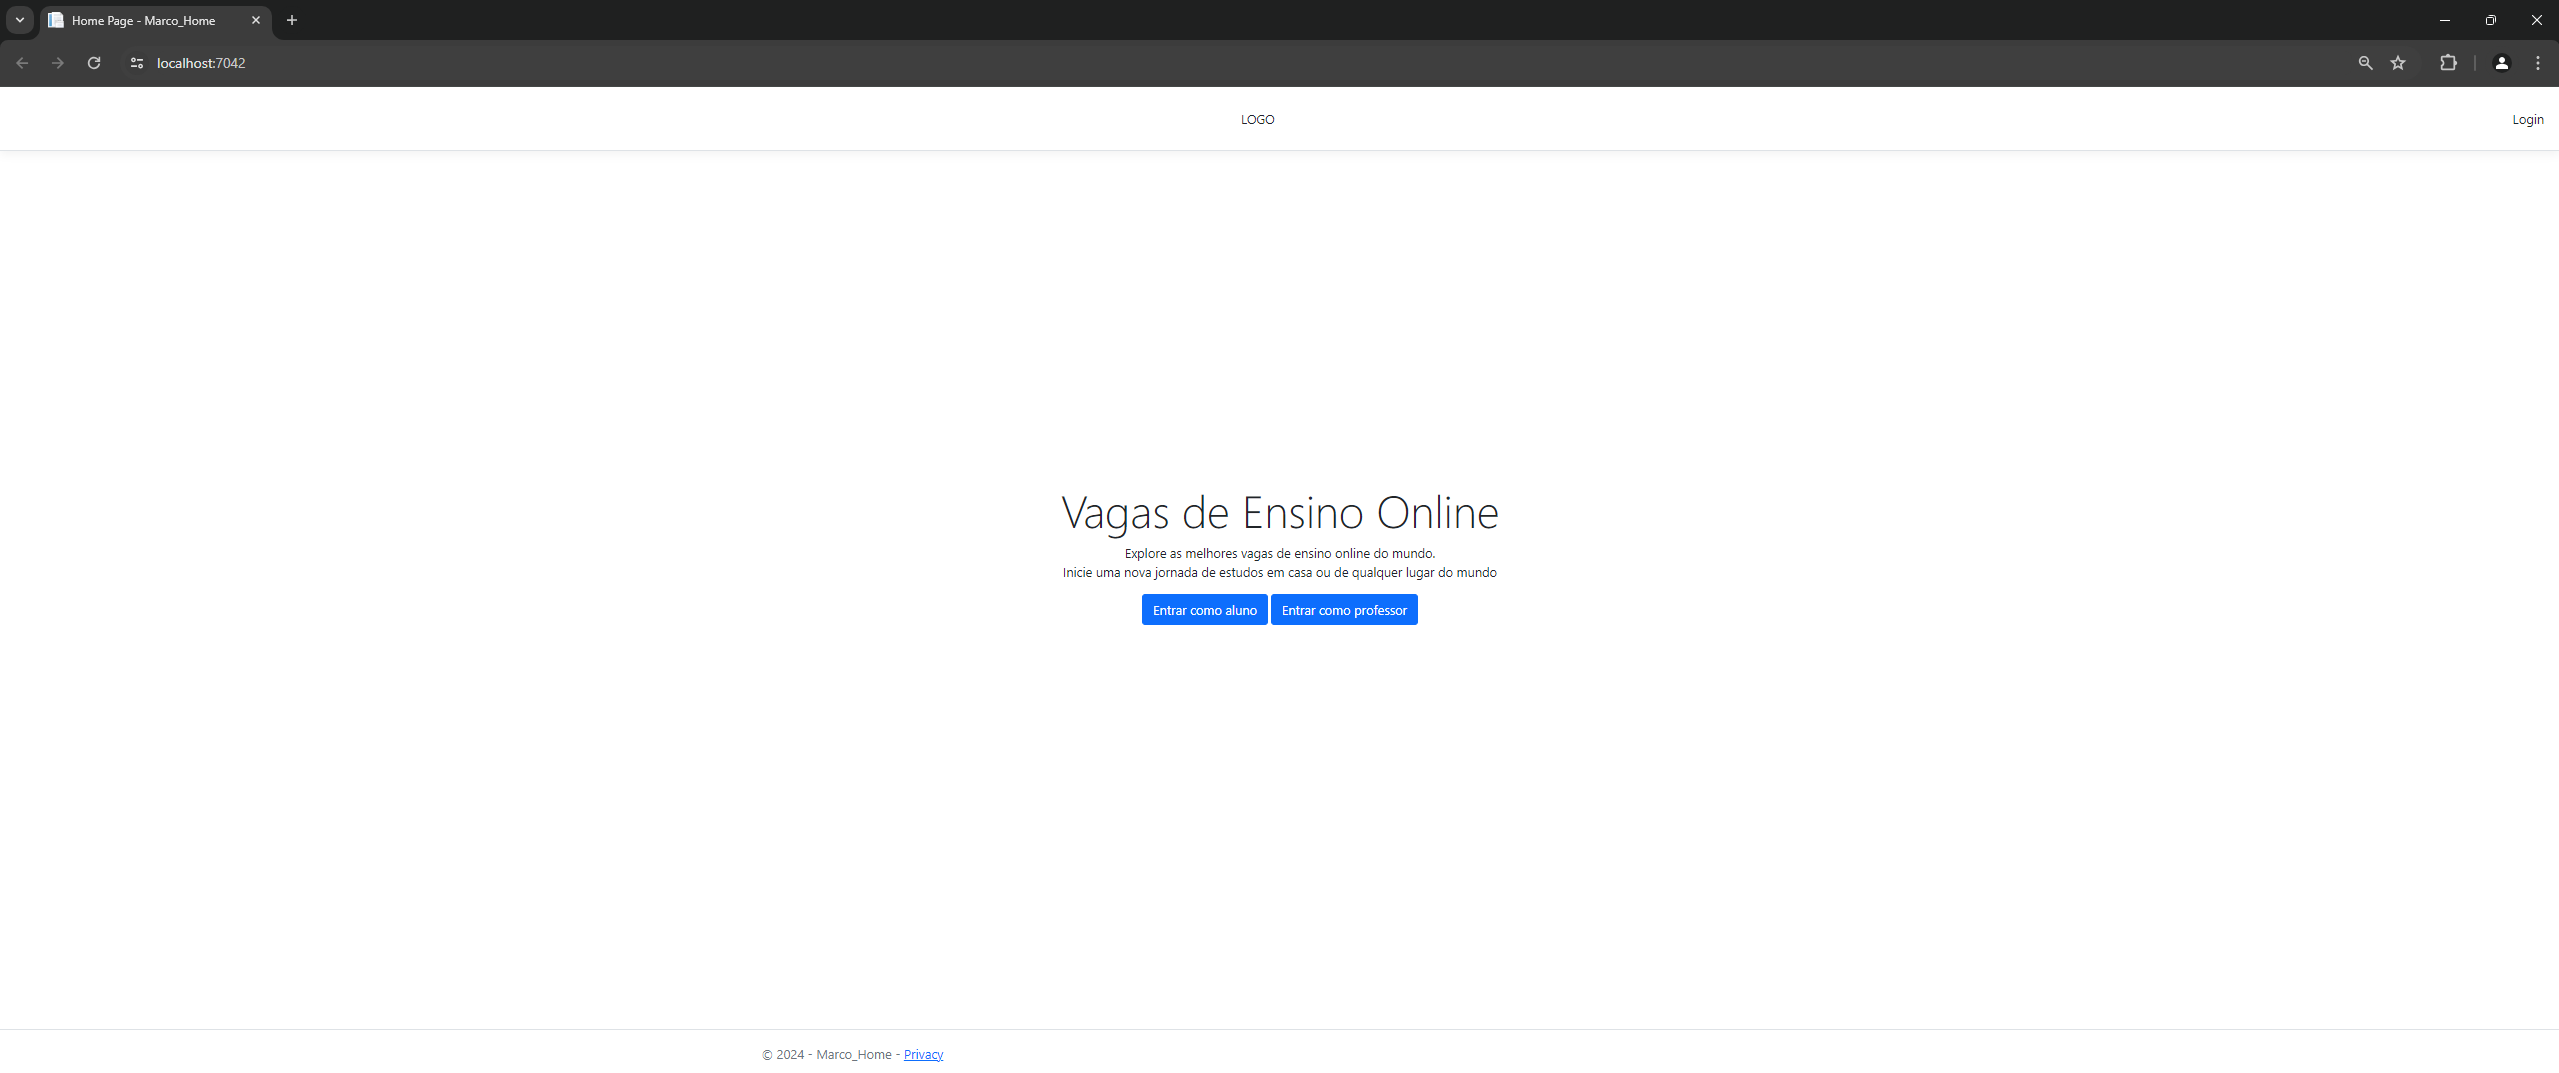 Home Page - Marco_Home
localhost:7042
LOGO
Login
Vagas de Ensino Online
Explore as melhores vagas de ensino online do mundo.
Inicie uma nova jornada de estudos em casa ou de qualquer lugar do mundo
Entrar como aluno Entrar como professor
© 2024 - Marco_Home - Privacy